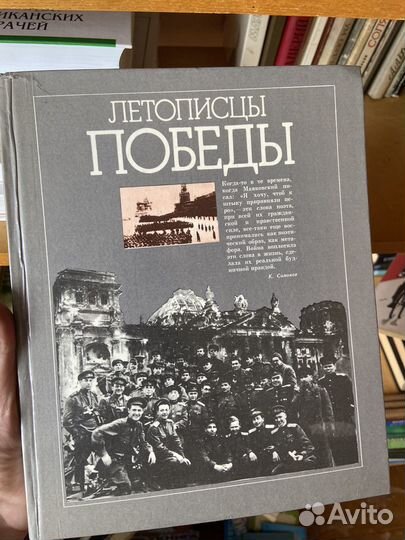 ИКАНСКИХ
РАЧЕЙ
ЛЕТОПИСЦЫ
ПОБЕДЫ
Когда-то в те времена,
когда Маяковский пи-
сал: «Я хочу, чтоб к
штыку приравняли пе-
ро», — эти слова поэта,
при всей их граждан-
ской и нравственной
силе, все-таки еще вос-
принимались как поэти-
ческий образ, как мета-
фора. Война воплотила
эти слова в жизнь, сде-
лала их реальной буд-
ничной правдой.
К. Симонов
Avito